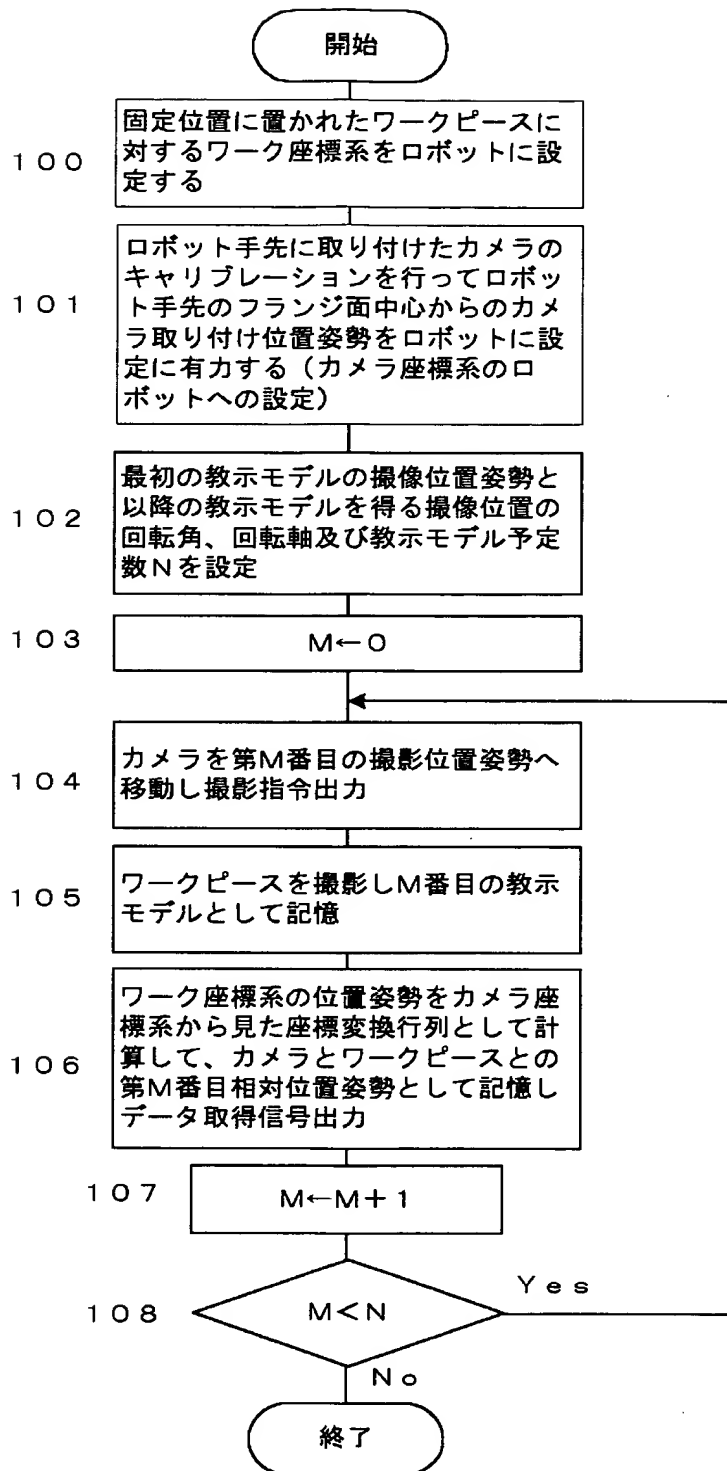 開始
100
固定位置に置かれたワークピースに
対するワーク座標系をロボットに設
定する
101
ロボット手先に取り付けたカメラの
キャリブレーションを行ってロボッ
ト手先のフランジ面中心からのカメ
ラ取り付け位置姿勢をロボットに設
定に有力する（カメラ座標系のロ
ボットへの設定）
102
最初の教示モデルの撮像位置姿勢と
以降の教示モデルを得る撮像位置の
回転角、回転軸及び教示モデル予定
数Nを設定
103
M←0
104
カメラを第M番目の撮影位置姿勢へ
移動し撮影指令出力
105
ワークピースを撮影しM番目の教示
モデルとして記憶
106
ワーク座標系の位置姿勢をカメラ座
標系から見た座標変換行列として計
算して、カメラとワークピースとの
第M番目相対位置姿勢として記憶し
データ取得信号出力
107
M←M+1
108
M<N
Yes
No
終了